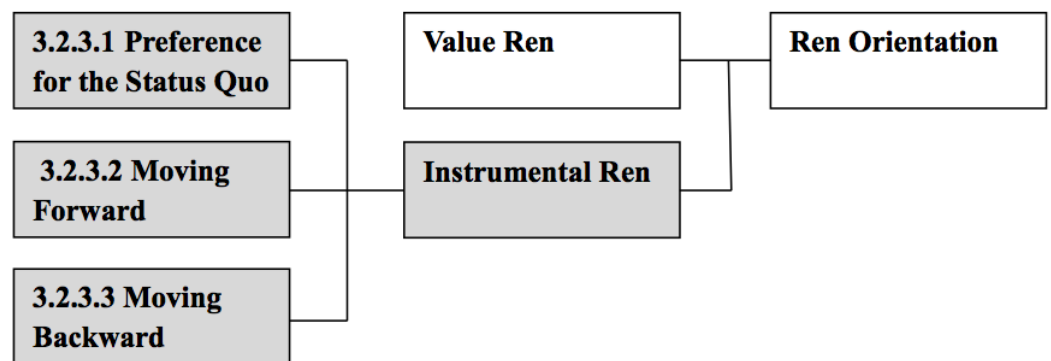 3.2.3.1 Preference
for the Status Quo
Value Ren
Ren Orientation
3.2.3.2 Moving
Forward
Instrumental Ren
3.2.3.3 Moving
Backward